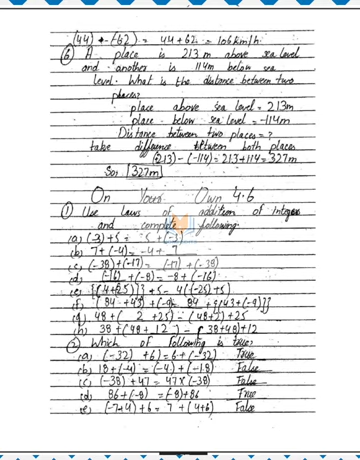 (44) + (-62) = 44+62 = 106km/h
⑥ A place is 213 m above sea level
and another is 114m below sea
level. What is the distance between two
places?
place above sea level = 213m
place below sea level = -114m
Distance between two places = ?
take difference between both places
(213) - (-114) = 213+114 = 327m
So, 327m
On Your Own 4.6
① Use laws of addition of Integers
and complete following.
(a) (-3)+5 = 5+(-3)
(b) 7+(-4) = -4+7
(c) (-38)+(-17) = (-17)+(-38)
(d) (-16)+(-8) = -8+(-16)
(e) [(4+25)]+5 = 4(-25)+5)
(f) (84+43)+(-9) 84+[43+(-9)]
(g) 48+( 2+25) = (48+2)+25
(h) 38+(48+12) = (38+48)+12
② Which of following is true?
(a) (-32)+6) = 6+(-32) True
(b) 18+(-4) = (-4)+(-18) False
(c) (-38)+47 = 47×(-38) False
(d) 86+(-8) = (-8)+86 True
(e) (-7+4)+6 = 7+(4+6) False